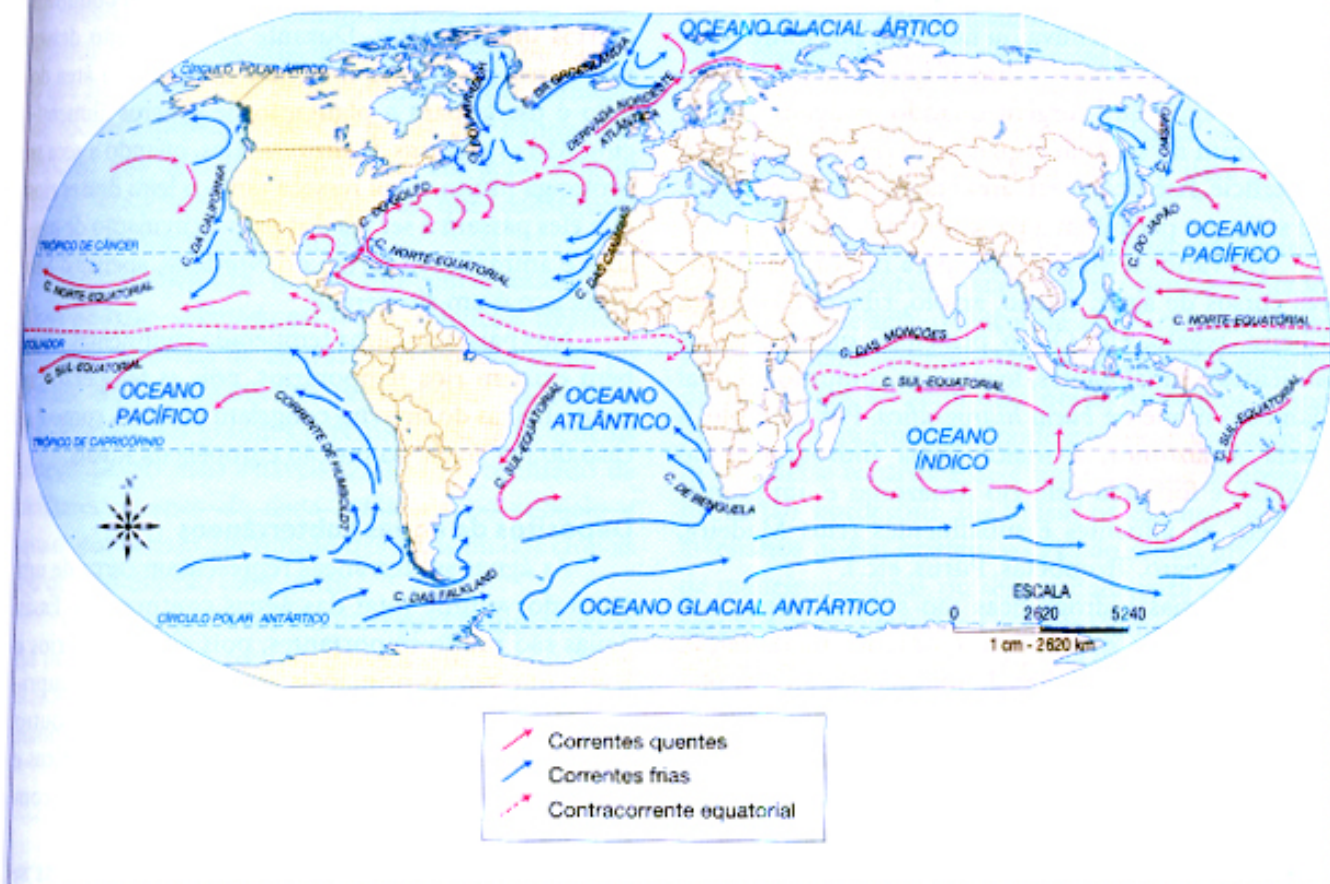 OCEANO GLACIAL ÁRTICO
CÍRCULO POLAR ÁRTICO
C. DO LABRADOR
C. DA GROENLÂNDIA
DERIVADA NORDESTE
ATLÂNTICA
C. OIASIVO
C. DA CALIFÓRNIA
C. DO GOLFO
C. DO JAPÃO
OCEANO
PACÍFICO
TRÓPICO DE CÂNCER
C. NORTE-EQUATORIAL
C. NORTE-EQUATORIAL
C. DAS CANÁRIAS
C. NORTE-EQUATORIAL
C. DAS MONÇÕES
EQUADOR
C. SUL-EQUATORIAL
C. SUL-EQUATORIAL
OCEANO
PACÍFICO
CORRENTE DE HUMBOLDT
OCEANO
ATLÂNTICO
C. SUL-EQUATORIAL
C. SUL-EQUATORIAL
OCEANO
ÍNDICO
TRÓPICO DE CAPRICÓRNIO
C. DE BENGUELA
C. DAS FALKLAND
OCEANO GLACIAL ANTÁRTICO
CÍRCULO POLAR ANTÁRTICO
ESCALA
0 2620 5240
1 cm - 2620 km
Correntes quentes
Correntes frias
Contracorrente equatorial